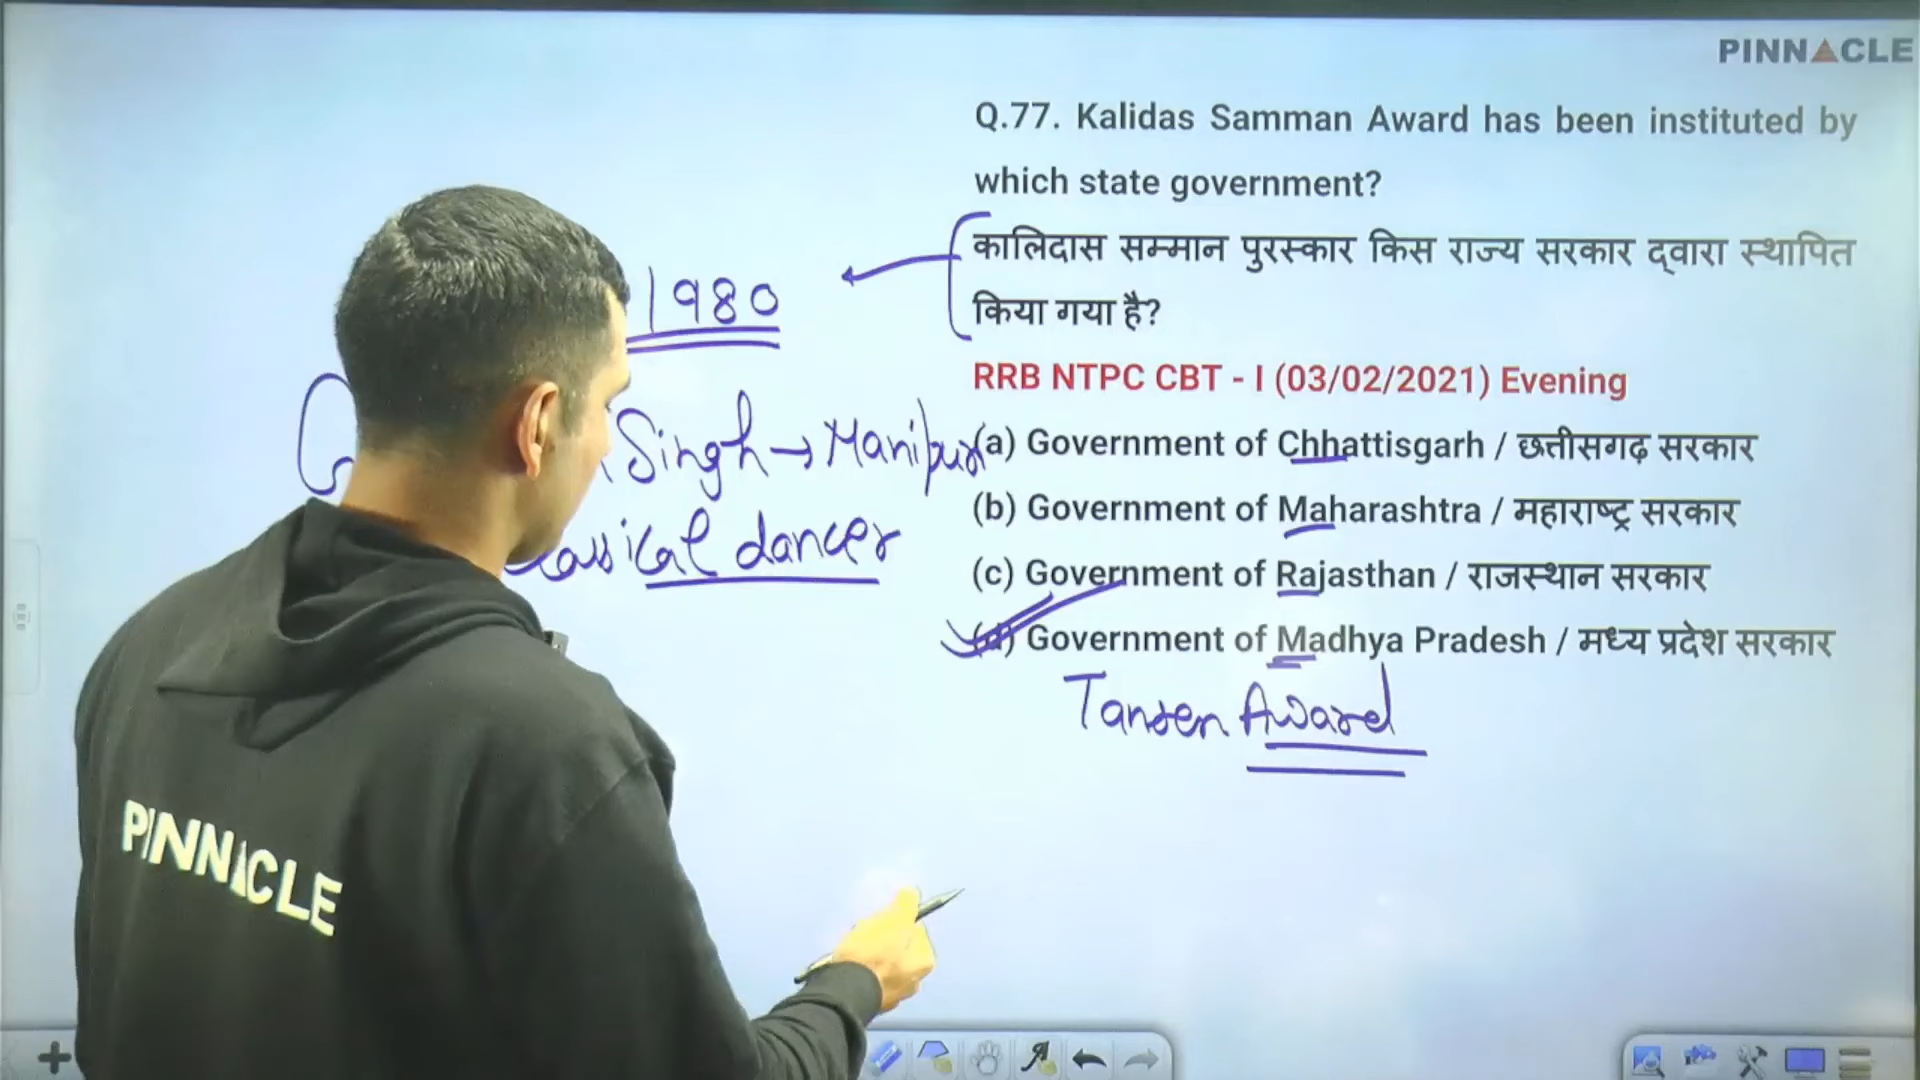 PINNACLE
Q.77. Kalidas Samman Award has been instituted by
which state government?
कालिदास सम्मान पुरस्कार किस राज्य सरकार द्वारा स्थापित
किया गया है?
RRB NTPC CBT - I (03/02/2021) Evening
(a) Government of Chhattisgarh / छत्तीसगढ़ सरकार
(b) Government of Maharashtra / महाराष्ट्र सरकार
(c) Government of Rajasthan / राजस्थान सरकार
(d) Government of Madhya Pradesh / मध्य प्रदेश सरकार
Tansen Award
1980
Singh → Manipur
dancer
PINNACLE